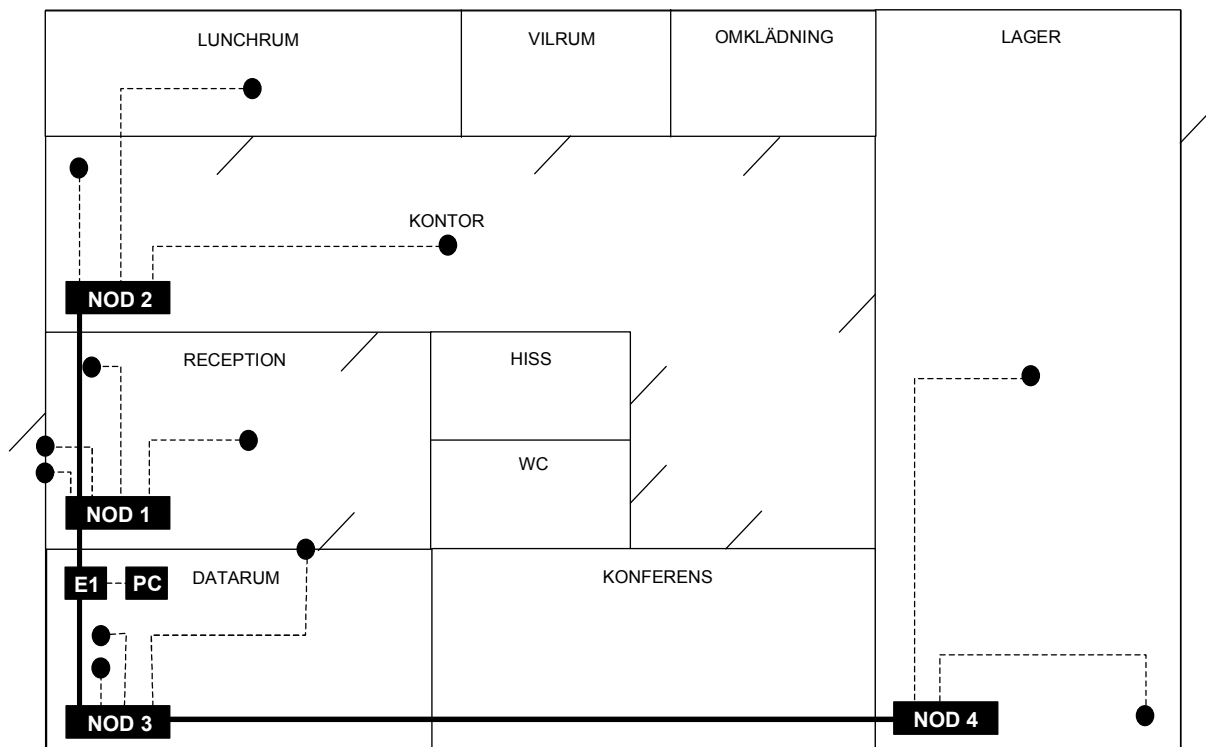 LUNCHRUM
VILRUM
OMKLÄDNING
LAGER
KONTOR
NOD 2
RECEPTION
HISS
WC
NOD 1
E1
PC
DATARUM
KONFERENS
NOD 3
NOD 4